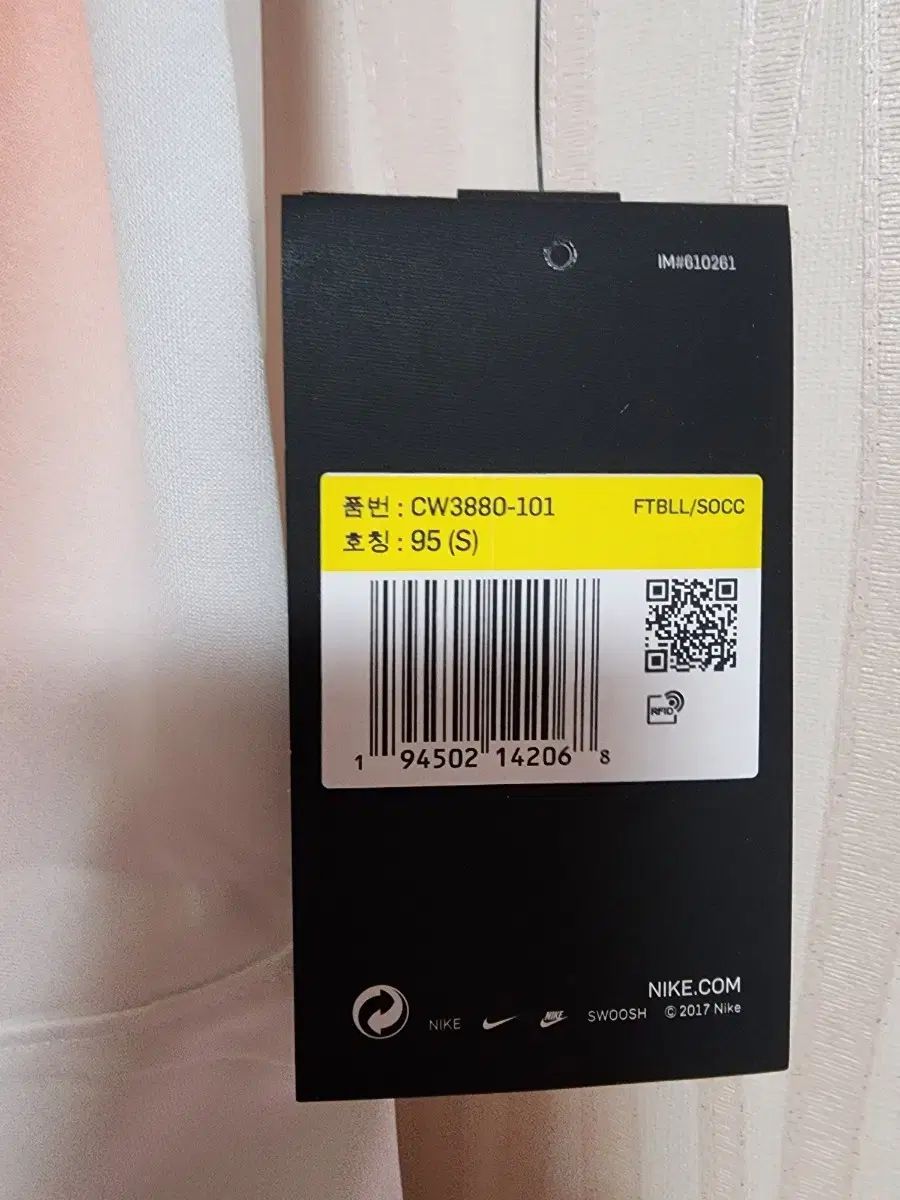 IM#610261
품번 : CW3880-101 FTBLL/SOCC
호칭 : 95 (S)
RFID
1 94502 14206 8
NIKE.COM
NIKE NIKE SWOOSH © 2017 Nike